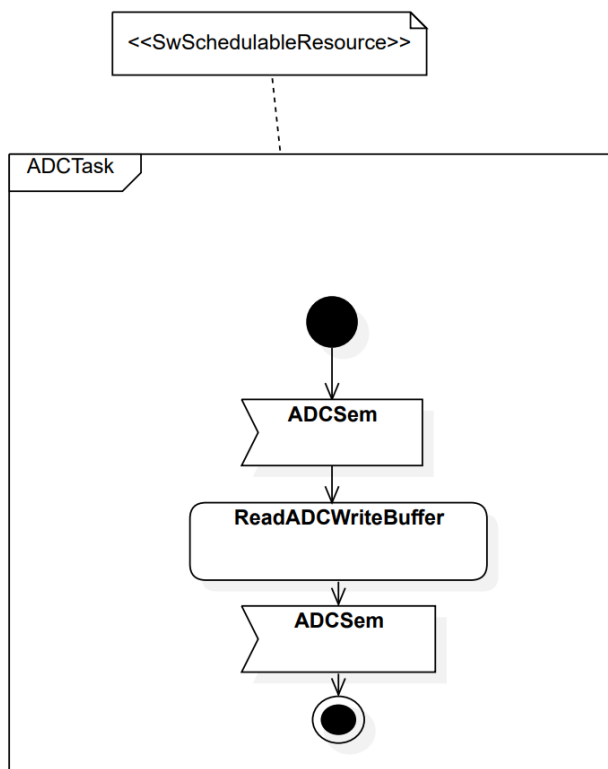 <<SwSchedulableResource>>
ADCTask
ADCSem
ReadADCWriteBuffer
ADCSem